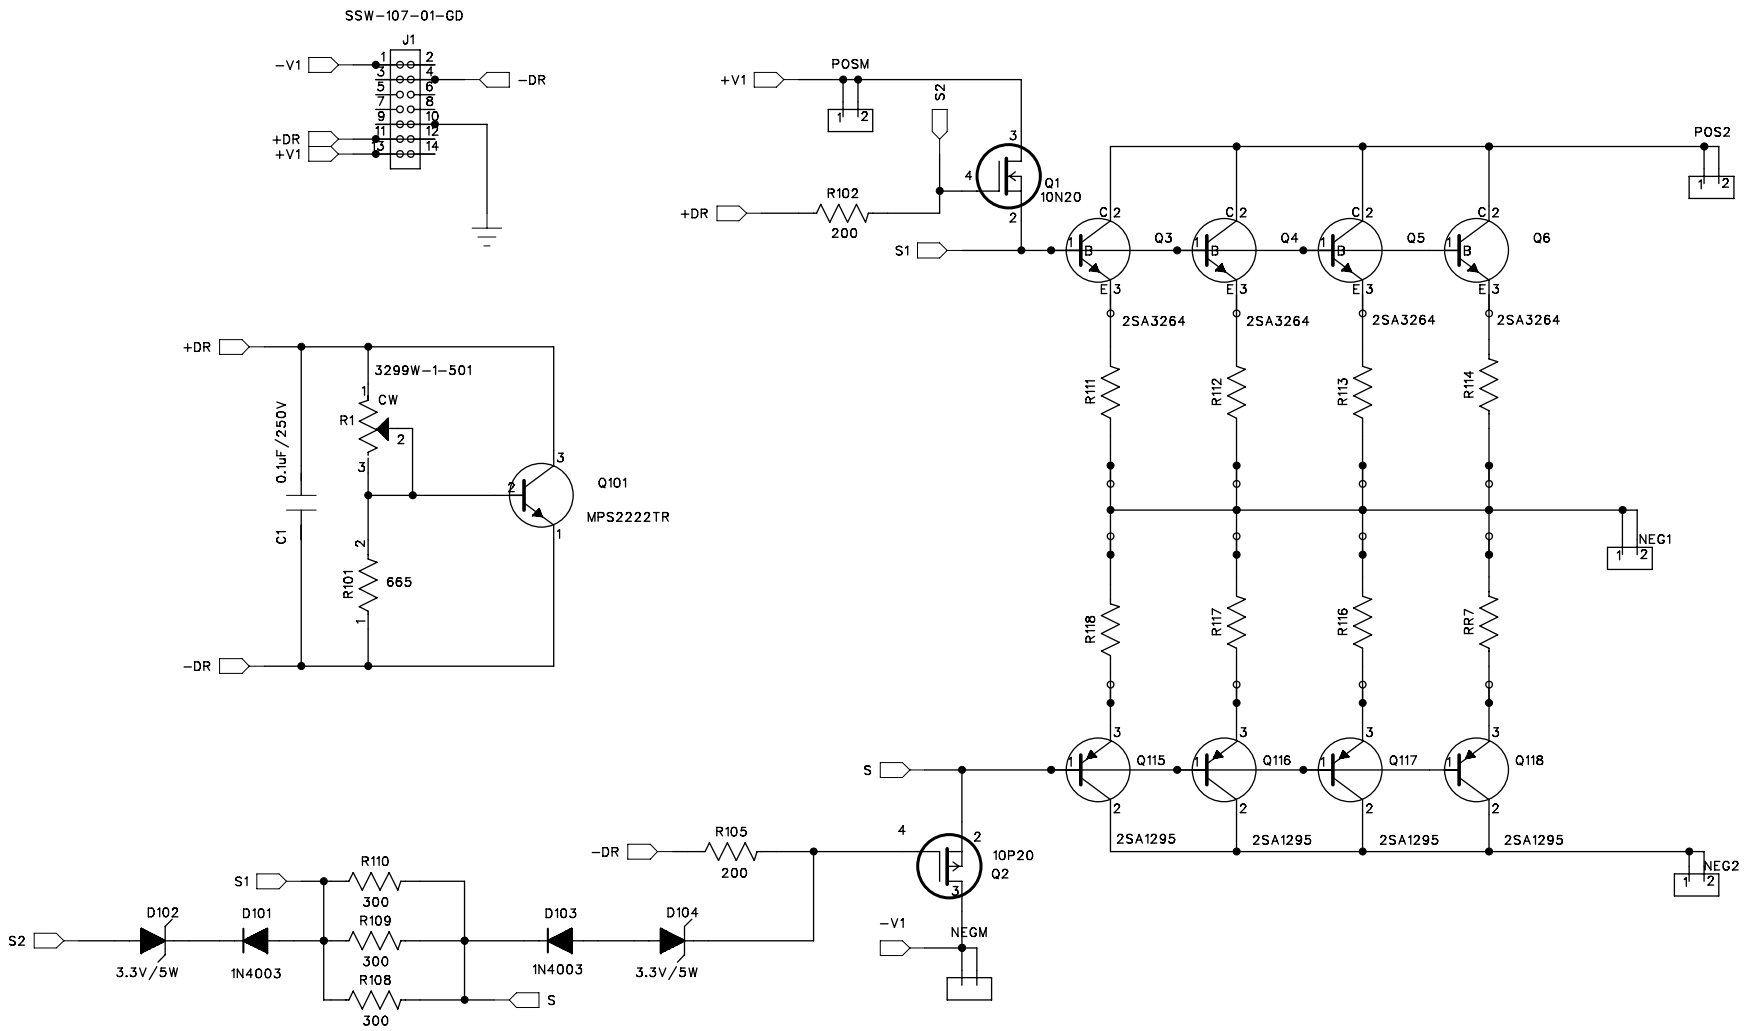 SSW-107-01-GD
J1
-V1
1
2
3
4
-DR
5
6
7
8
9
10
+DR
11
12
+V1
13
14
+V1
POSM
1
2
S2
3
4
Q1
10N20
2
+DR
R102
200
S1
POS2
1
2
C
2
C
2
C
2
C
2
1
B
Q3
1
B
Q4
1
B
Q5
1
B
Q6
E
3
E
3
E
3
E
3
2SA3264
2SA3264
2SA3264
2SA3264
R111
R112
R113
R114
+DR
3299W-1-501
1
CW
R1
2
3
0.1uF/250V
C1
3
2
Q101
MPS2222TR
1
2
R101
665
1
-DR
NEG1
1
2
R118
R117
R116
RR7
3
3
3
3
S
1
Q115
1
Q116
1
Q117
1
Q118
2
2
2
2
2SA1295
2SA1295
2SA1295
2SA1295
NEG2
1
2
-DR
R105
200
4
2
10P20
Q2
3
-V1
NEGM
S1
R110
300
S2
D102
3.3V/5W
D101
1N4003
R109
300
D103
1N4003
D104
3.3V/5W
R108
300
S